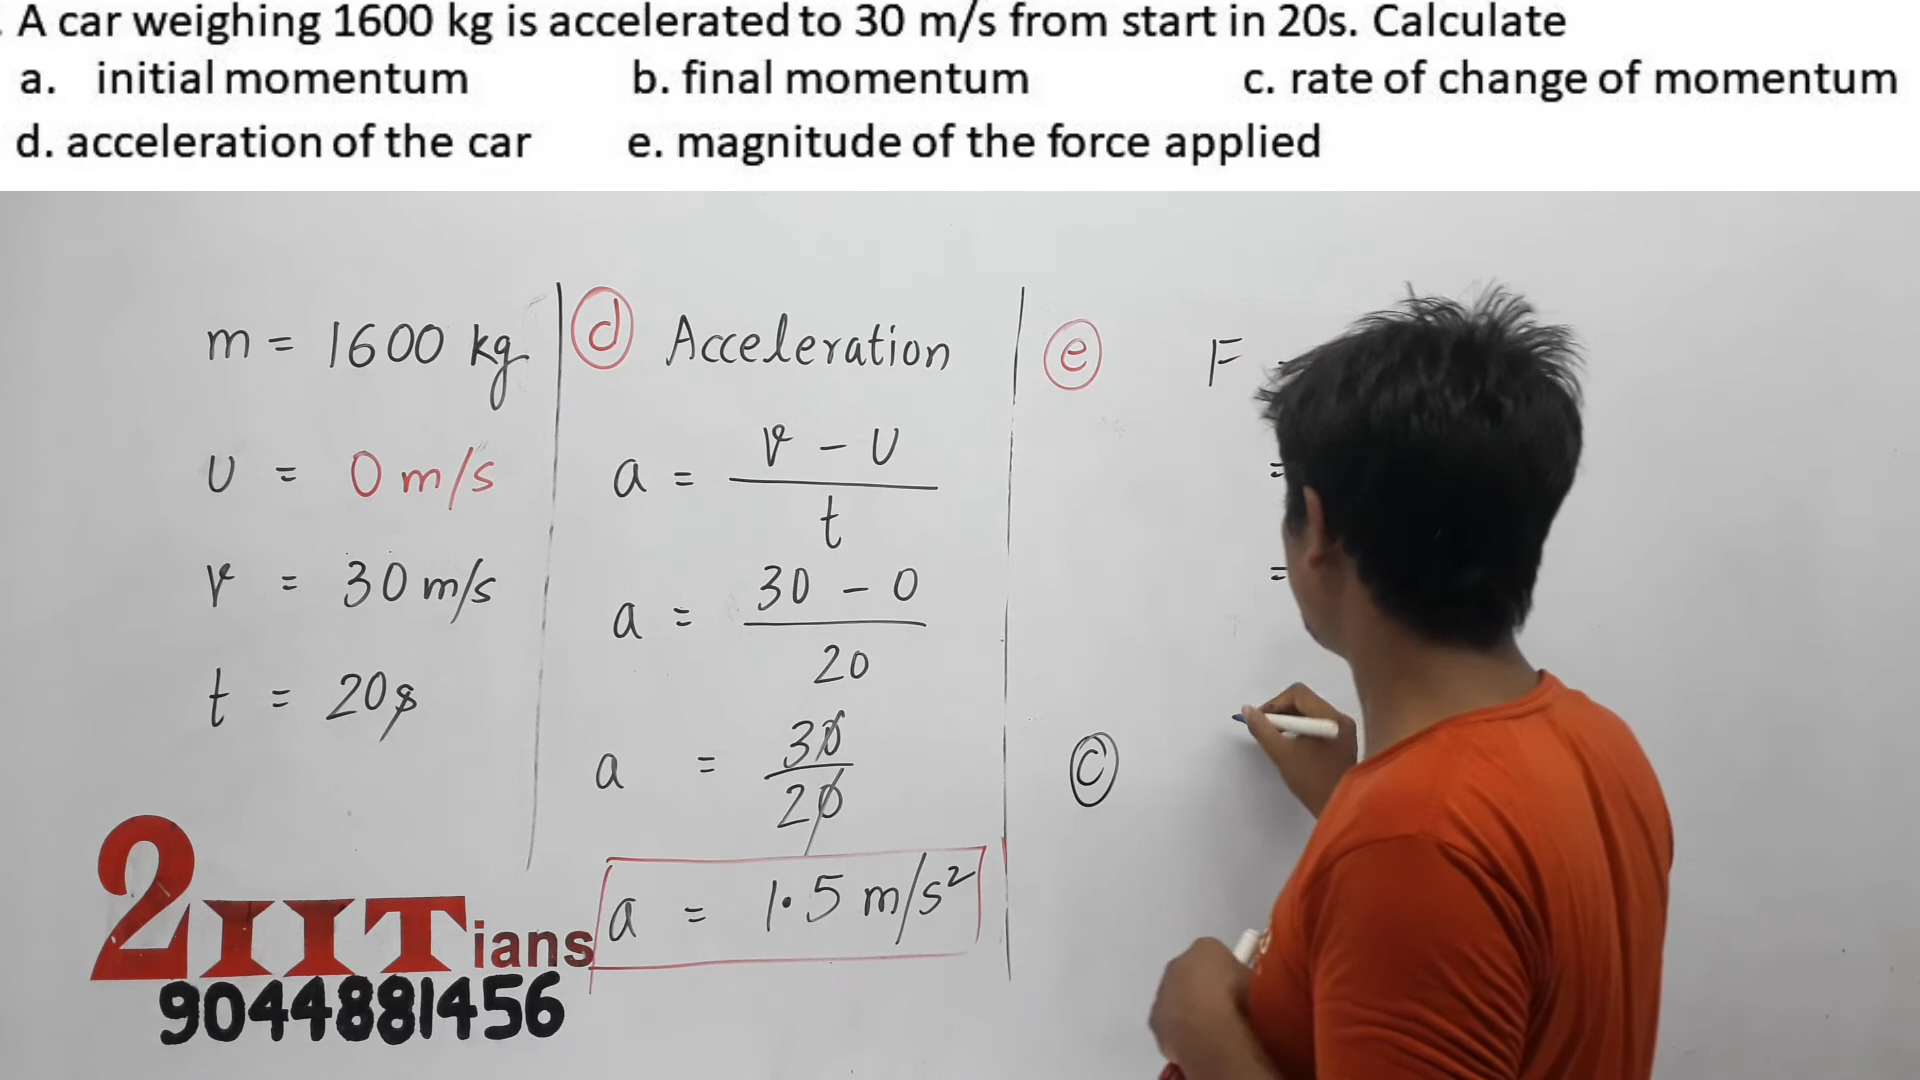 A car weighing 1600 kg is accelerated to 30 m/s from start in 20s. Calculate
a. initial momentum b. final momentum c. rate of change of momentum
d. acceleration of the car e. magnitude of the force applied
m = 1600 kg
U = 0 m/s
v = 30 m/s
t = 20s
d Acceleration
a = v - U / t
a = 30 - 0 / 20
a = 30 / 20
a = 1.5 m/s²
e F =
=
=
c
2IITians
9044881456